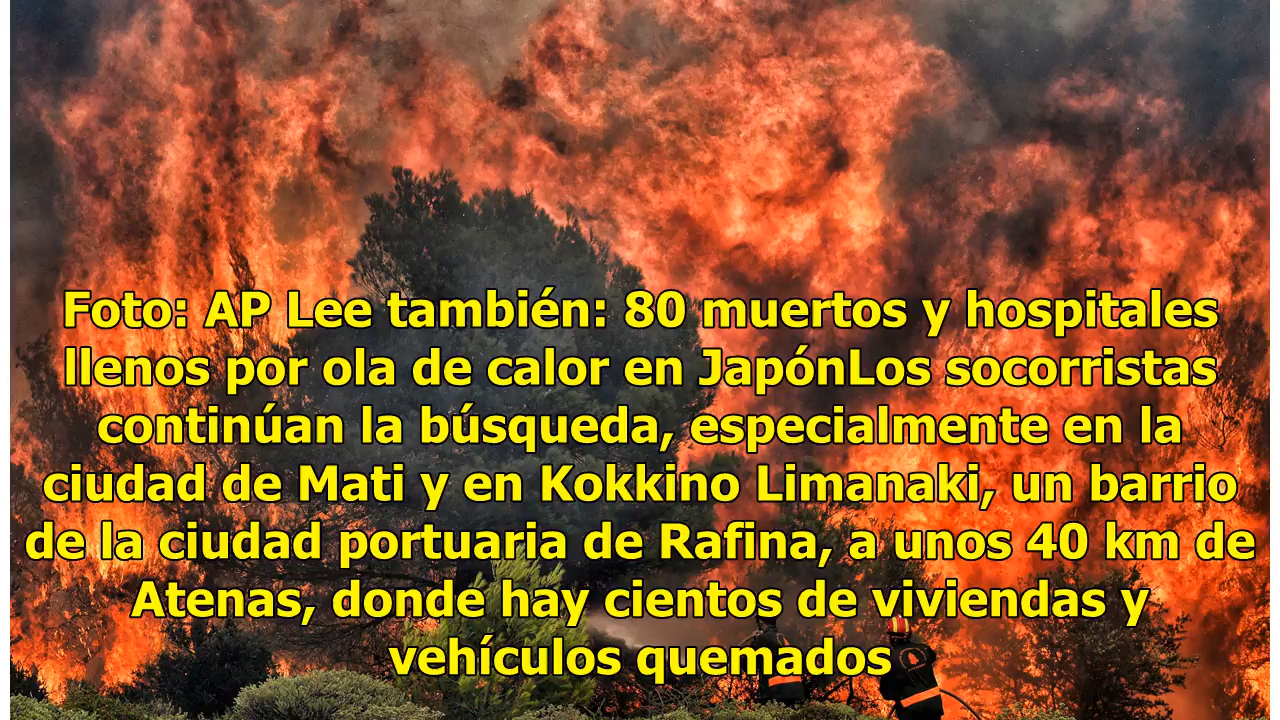 Foto: AP Lee también: 80 muertos y hospitales
llenos por ola de calor en JapónLos socorristas
continúan la búsqueda, especialmente en la
ciudad de Mati y en Kokkino Limanaki, un barrio
de la ciudad portuaria de Rafina, a unos 40 km de
Atenas, donde hay cientos de viviendas y
vehículos quemados